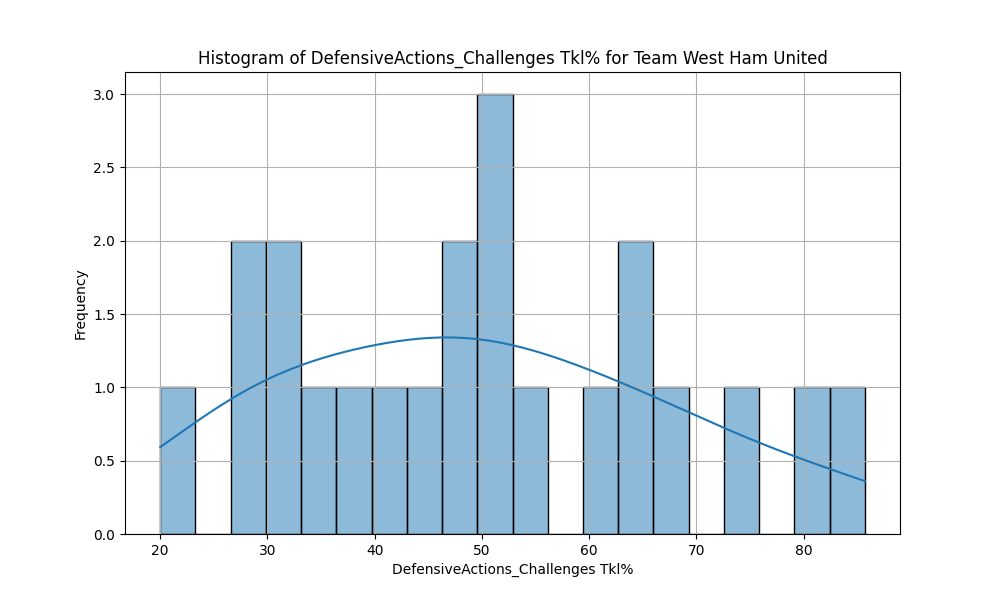 Histogram of DefensiveActions_Challenges Tkl% for Team West Ham United
3.0
2.5
2.0
1.5
1.0
0.5
0.0
Frequency
20 30 40 50 60 70 80
DefensiveActions_Challenges Tkl%